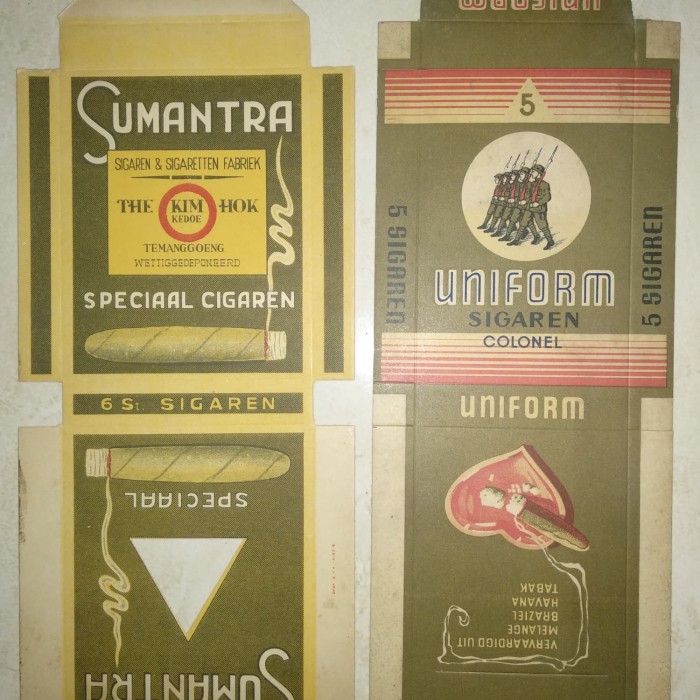 SUMANTRA
SIGAREN & SIGARETTEN FABRIEK
THE KIM HOK
KEDOE
TEMANGGOENG
WETTIGGEDEPONEERD
SPECIAAL CIGAREN
6 St. SIGAREN
SPECIAAL
SUMANTRA
UNIFORM
5
5 SIGAREN
5 SIGAREN
UNIFORM
SIGAREN
COLONEL
UNIFORM
VERVAARDIGD UIT
MELANGE
BRAZIEL
HAVANA
TABAK